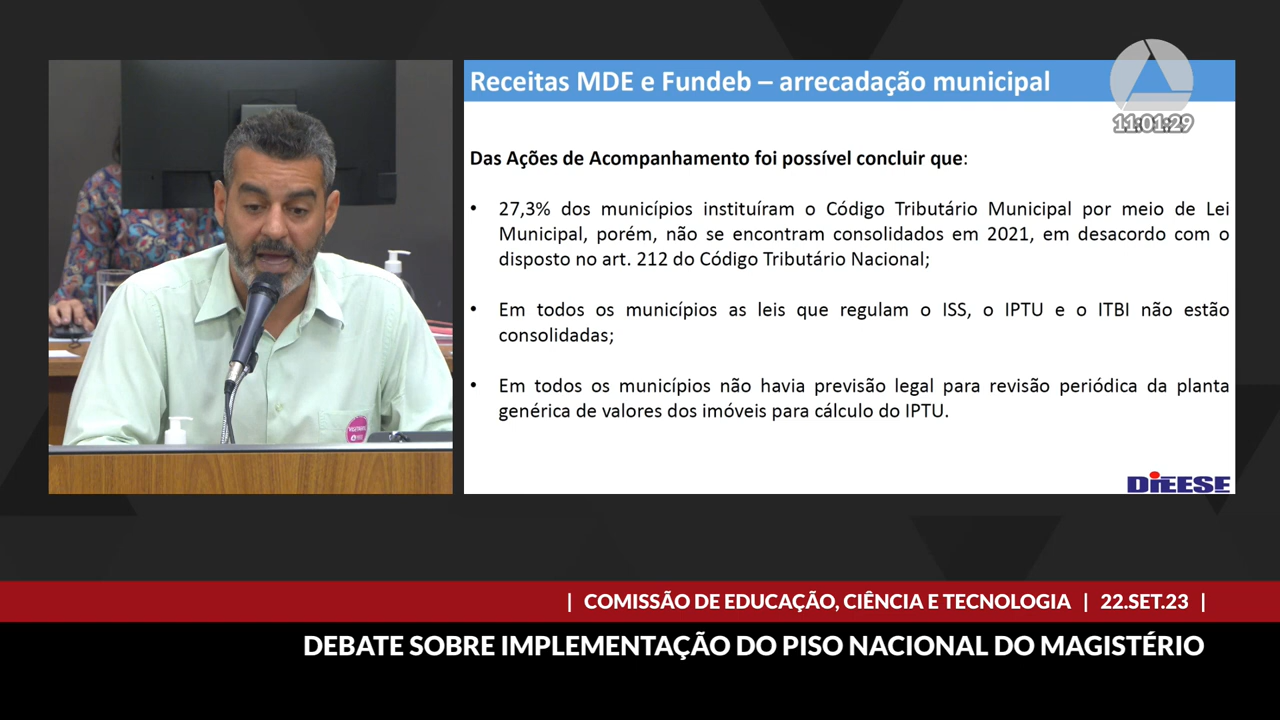 Receitas MDE e Fundeb – arrecadação municipal
11:01:29
Das Ações de Acompanhamento foi possível concluir que:
• 27,3% dos municípios instituíram o Código Tributário Municipal por meio de Lei
Municipal, porém, não se encontram consolidados em 2021, em desacordo com o
disposto no art. 212 do Código Tributário Nacional;
• Em todos os municípios as leis que regulam o ISS, o IPTU e o ITBI não estão
consolidadas;
• Em todos os municípios não havia previsão legal para revisão periódica da planta
genérica de valores dos imóveis para cálculo do IPTU.
DIEESE
| COMISSÃO DE EDUCAÇÃO, CIÊNCIA E TECNOLOGIA | 22.SET.23 |
DEBATE SOBRE IMPLEMENTAÇÃO DO PISO NACIONAL DO MAGISTÉRIO